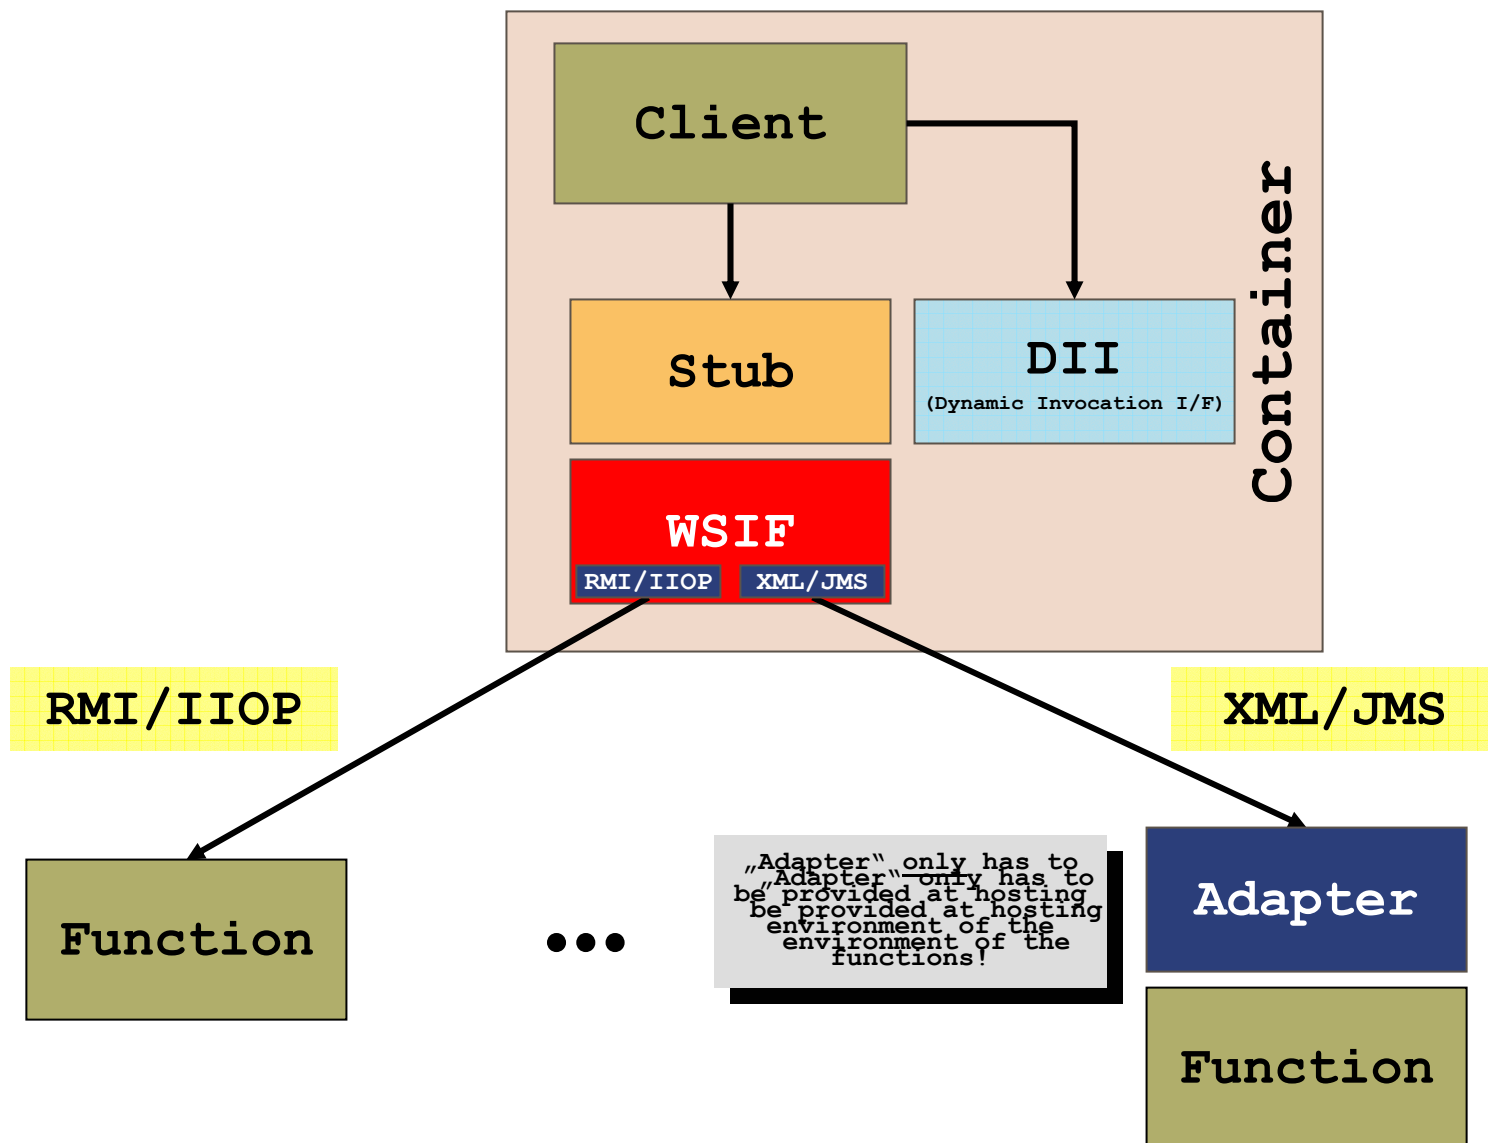 Client
Container
Stub
DII
(Dynamic Invocation I/F)
WSIF
RMI/IIOP
XML/JMS
RMI/IIOP
XML/JMS
„Adapter“ only has to
be provided at hosting
environment of the
functions!
Adapter
Function
•••
Function